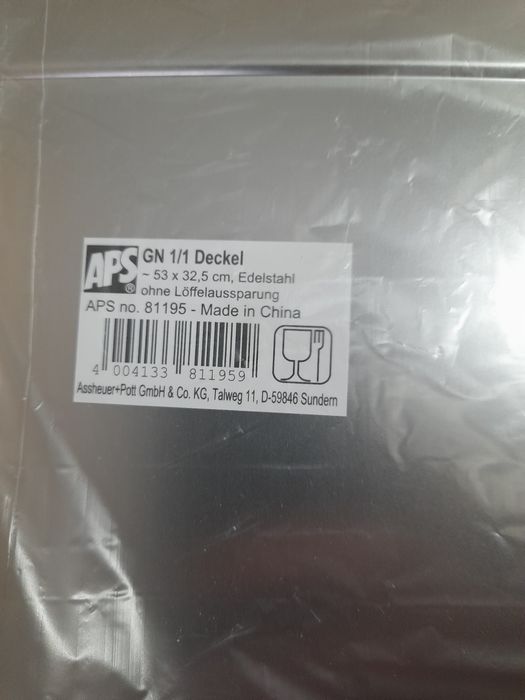 APS®
GN 1/1 Deckel
~ 53 x 32,5 cm, Edelstahl
ohne Löffelaussparung
APS no. 81195 - Made in China
4 004133 811959
Assheuer+Pott GmbH & Co. KG, Talweg 11, D-59846 Sundern